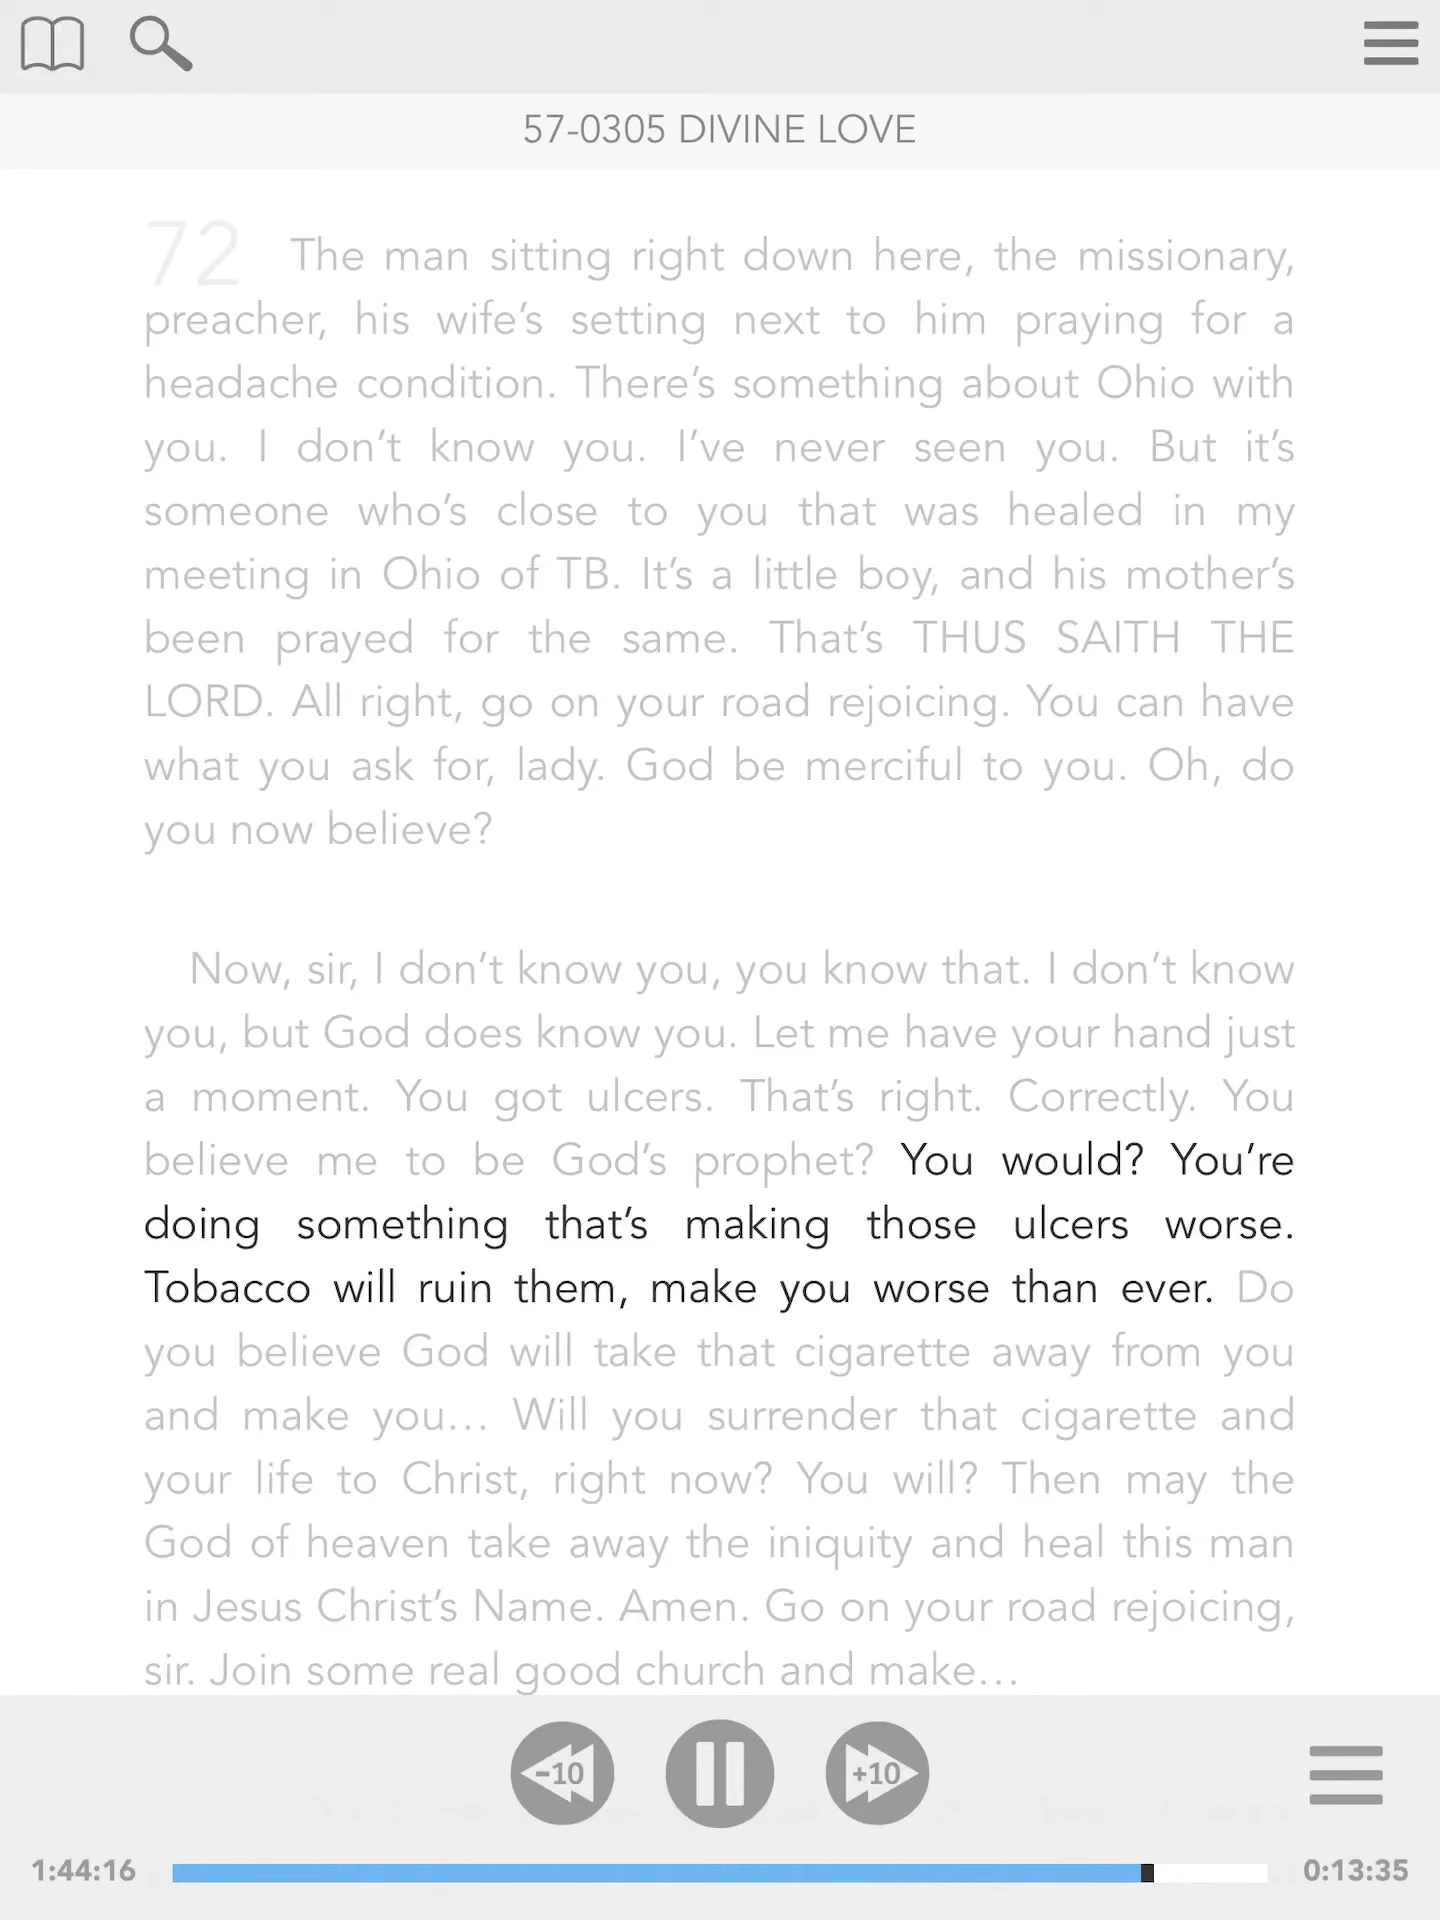 57-0305 DIVINE LOVE
72 The man sitting right down here, the missionary,
preacher, his wife’s setting next to him praying for a
headache condition. There’s something about Ohio with
you. I don’t know you. I’ve never seen you. But it’s
someone who’s close to you that was healed in my
meeting in Ohio of TB. It’s a little boy, and his mother’s
been prayed for the same. That’s THUS SAITH THE
LORD. All right, go on your road rejoicing. You can have
what you ask for, lady. God be merciful to you. Oh, do
you now believe?
Now, sir, I don’t know you, you know that. I don’t know
you, but God does know you. Let me have your hand just
a moment. You got ulcers. That’s right. Correctly. You
believe me to be God’s prophet? You would? You’re
doing something that’s making those ulcers worse.
Tobacco will ruin them, make you worse than ever. Do
you believe God will take that cigarette away from you
and make you… Will you surrender that cigarette and
your life to Christ, right now? You will? Then may the
God of heaven take away the iniquity and heal this man
in Jesus Christ’s Name. Amen. Go on your road rejoicing,
sir. Join some real good church and make…
-10 +10
1:44:16 0:13:35